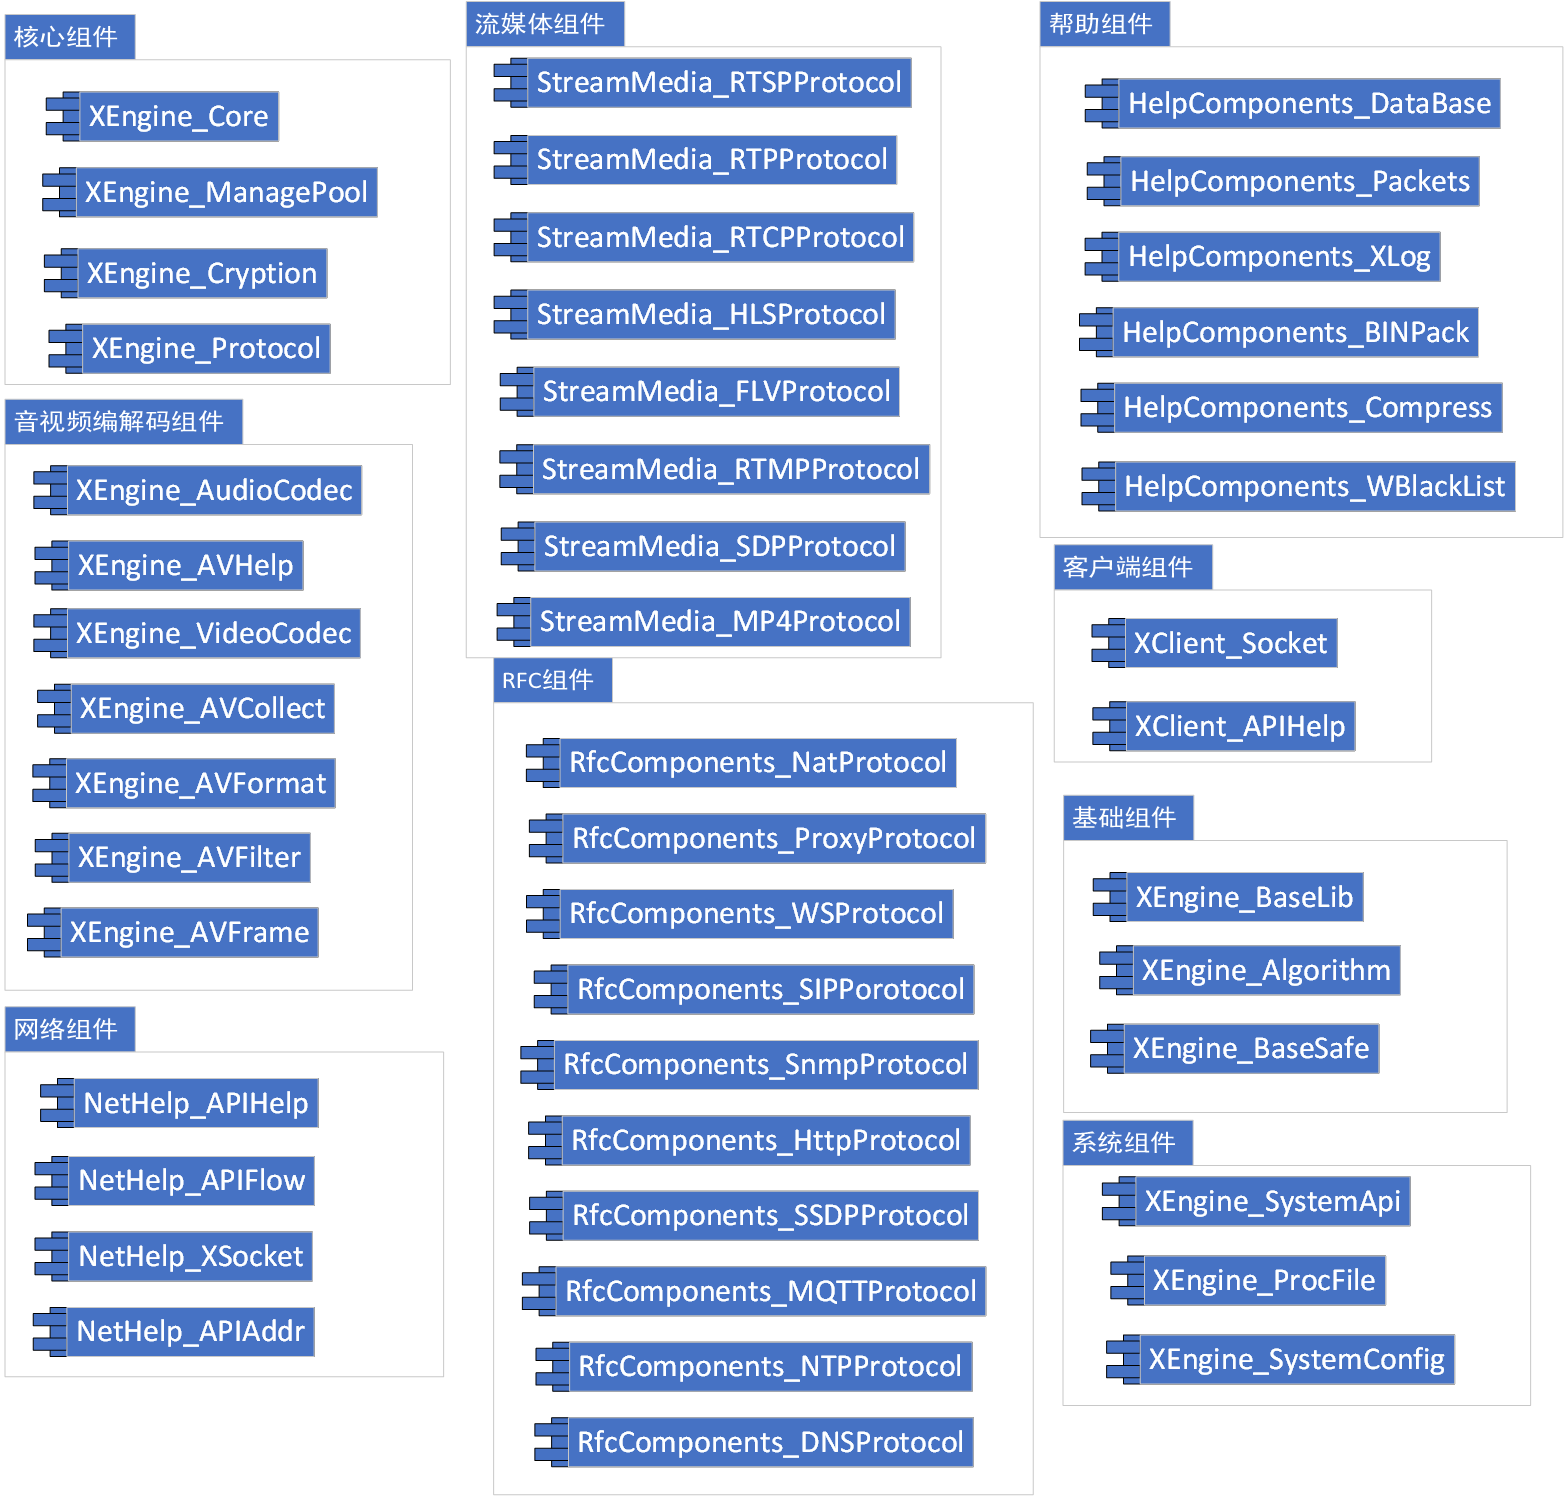 核心组件
XEngine_Core
XEngine_ManagePool
XEngine_Cryption
XEngine_Protocol
音视频编解码组件
XEngine_AudioCodec
XEngine_AVHelp
XEngine_VideoCodec
XEngine_AVCollect
XEngine_AVFormat
XEngine_AVFilter
XEngine_AVFrame
网络组件
NetHelp_APIHelp
NetHelp_APIFlow
NetHelp_XSocket
NetHelp_APIAddr
流媒体组件
StreamMedia_RTSPProtocol
StreamMedia_RTPProtocol
StreamMedia_RTCPProtocol
StreamMedia_HLSProtocol
StreamMedia_FLVProtocol
StreamMedia_RTMPProtocol
StreamMedia_SDPProtocol
StreamMedia_MP4Protocol
RFC组件
RfcComponents_NatProtocol
RfcComponents_ProxyProtocol
RfcComponents_WSProtocol
RfcComponents_SIPPorotocol
RfcComponents_SnmpProtocol
RfcComponents_HttpProtocol
RfcComponents_SSDPProtocol
RfcComponents_MQTTProtocol
RfcComponents_NTPProtocol
RfcComponents_DNSProtocol
帮助组件
HelpComponents_DataBase
HelpComponents_Packets
HelpComponents_XLog
HelpComponents_BINPack
HelpComponents_Compress
HelpComponents_WBlackList
客户端组件
XClient_Socket
XClient_APIHelp
基础组件
XEngine_BaseLib
XEngine_Algorithm
XEngine_BaseSafe
系统组件
XEngine_SystemApi
XEngine_ProcFile
XEngine_SystemConfig